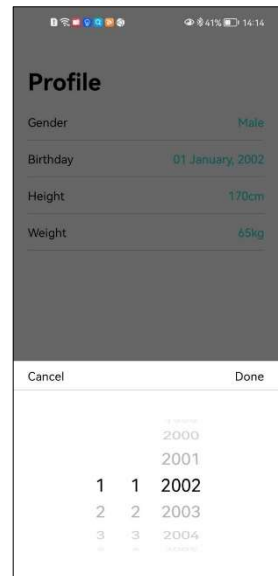 41% 14:14
Profile
Gender Male
Birthday 01 January, 2002
Height 170cm
Weight 65kg
Cancel Done
2000
2001
1 1 2002
2 2 2003
3 3 2004